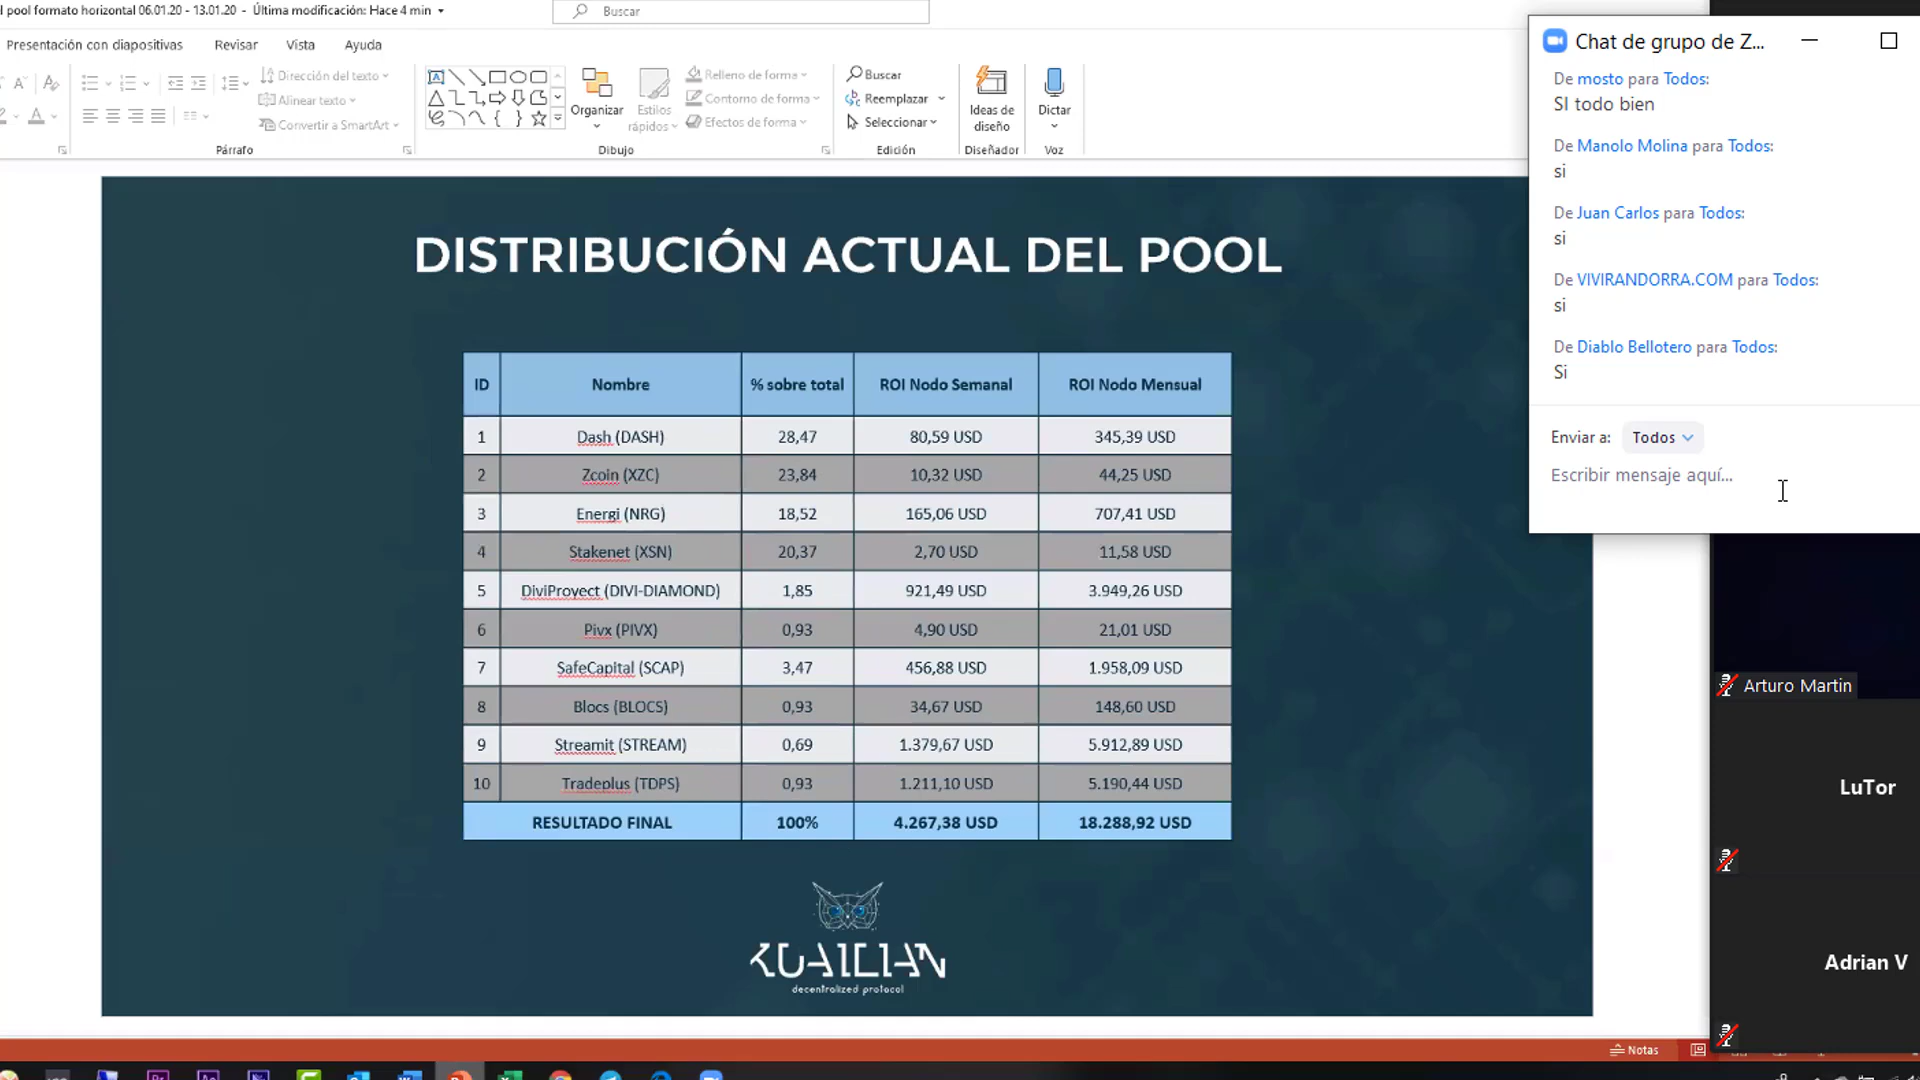 l pool formato horizontal 06.01.20 - 13.01.20 - Última modificación: Hace 4 min
Buscar
Presentación con diapositivas Revisar Vista Ayuda
Dirección del texto
Alinear texto
Convertir a SmartArt
Párrafo
Organizar
Estilos rápidos
Relleno de forma
Contorno de forma
Efectos de forma
Dibujo
Buscar
Reemplazar
Seleccionar
Edición
Ideas de diseño
Diseñador
Dictar
Voz
DISTRIBUCIÓN ACTUAL DEL POOL
ID Nombre % sobre total ROI Nodo Semanal ROI Nodo Mensual
1 Dash (DASH) 28,47 80,59 USD 345,39 USD
2 Zcoin (XZC) 23,84 10,32 USD 44,25 USD
3 Energi (NRG) 18,52 165,06 USD 707,41 USD
4 Stakenet (XSN) 20,37 2,70 USD 11,58 USD
5 DiviProyect (DIVI-DIAMOND) 1,85 921,49 USD 3.949,26 USD
6 Pivx (PIVX) 0,93 4,90 USD 21,01 USD
7 SafeCapital (SCAP) 3,47 456,88 USD 1.958,09 USD
8 Blocs (BLOCS) 0,93 34,67 USD 148,60 USD
9 Streamit (STREAM) 0,69 1.379,67 USD 5.912,89 USD
10 Tradeplus (TDPS) 0,93 1.211,10 USD 5.190,44 USD
RESULTADO FINAL 100% 4.267,38 USD 18.288,92 USD
KUAILIAN
decentralized protocol
Chat de grupo de Z...
De mosto para Todos:
SI todo bien
De Manolo Molina para Todos:
si
De Juan Carlos para Todos:
si
De VIVIRANDORRA.COM para Todos:
si
De Diablo Bellotero para Todos:
Si
Enviar a: Todos
Escribir mensaje aquí...
Arturo Martin
LuTor
Adrian V
Notas